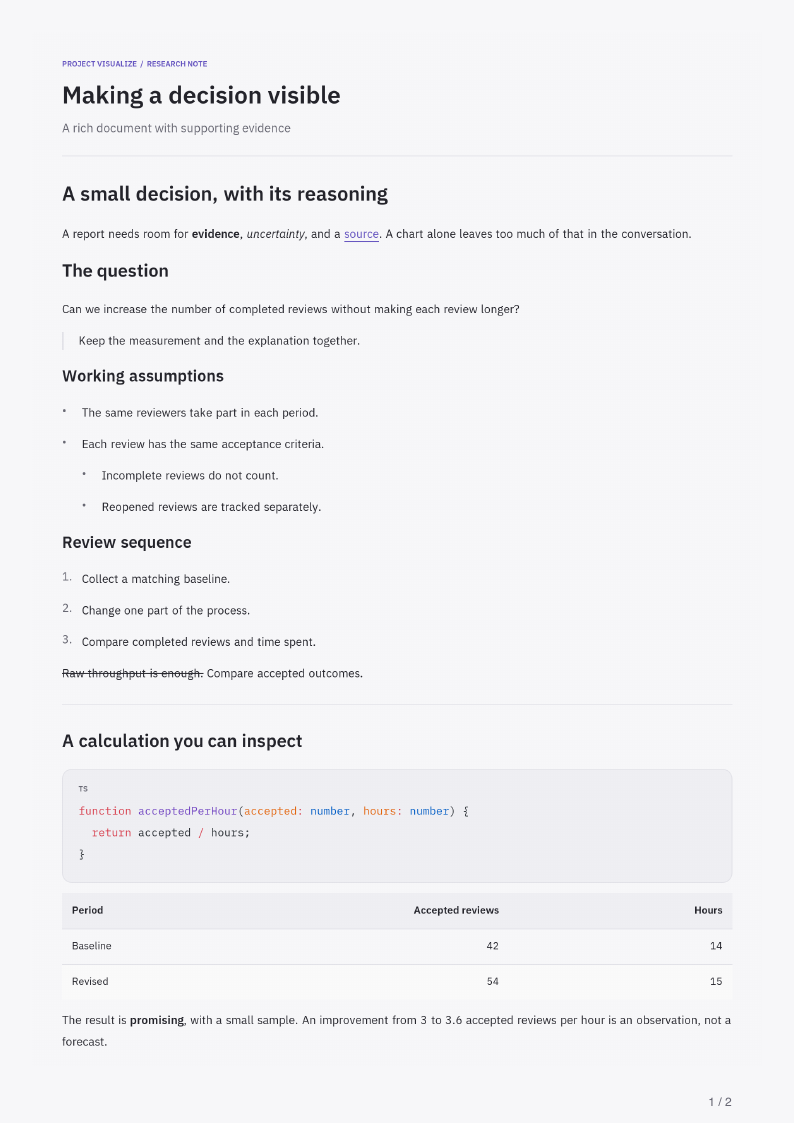 PROJECT VISUALIZE / RESEARCH NOTE
Making a decision visible
A rich document with supporting evidence
A small decision, with its reasoning
A report needs room for evidence, uncertainty, and a source. A chart alone leaves too much of that in the conversation.
The question
Can we increase the number of completed reviews without making each review longer?
Keep the measurement and the explanation together.
Working assumptions
• The same reviewers take part in each period.
• Each review has the same acceptance criteria.
• Incomplete reviews do not count.
• Reopened reviews are tracked separately.
Review sequence
1. Collect a matching baseline.
2. Change one part of the process.
3. Compare completed reviews and time spent.
Raw throughput is enough. Compare accepted outcomes.
A calculation you can inspect
TS
function acceptedPerHour(accepted: number, hours: number) {
  return accepted / hours;
}
Period Accepted reviews Hours
Baseline 42 14
Revised 54 15
The result is promising, with a small sample. An improvement from 3 to 3.6 accepted reviews per hour is an observation, not a
forecast.
1 / 2